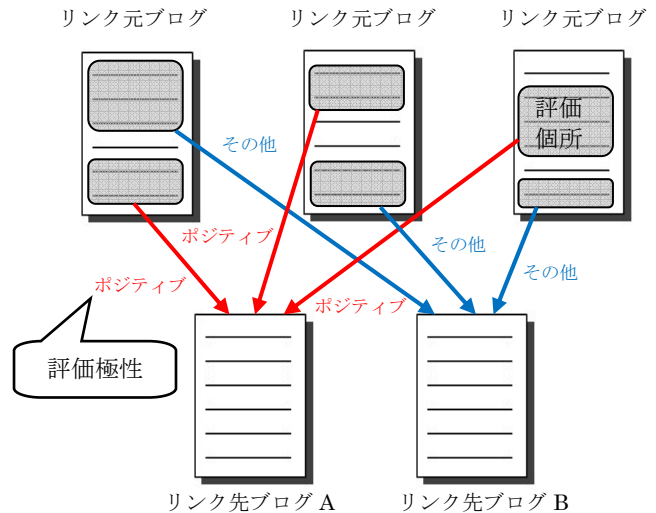 リンク元ブログ
リンク元ブログ
リンク元ブログ
評価
個所
その他
ポジティブ
その他
その他
ポジティブ
ポジティブ
評価極性
リンク先ブログ A
リンク先ブログ B